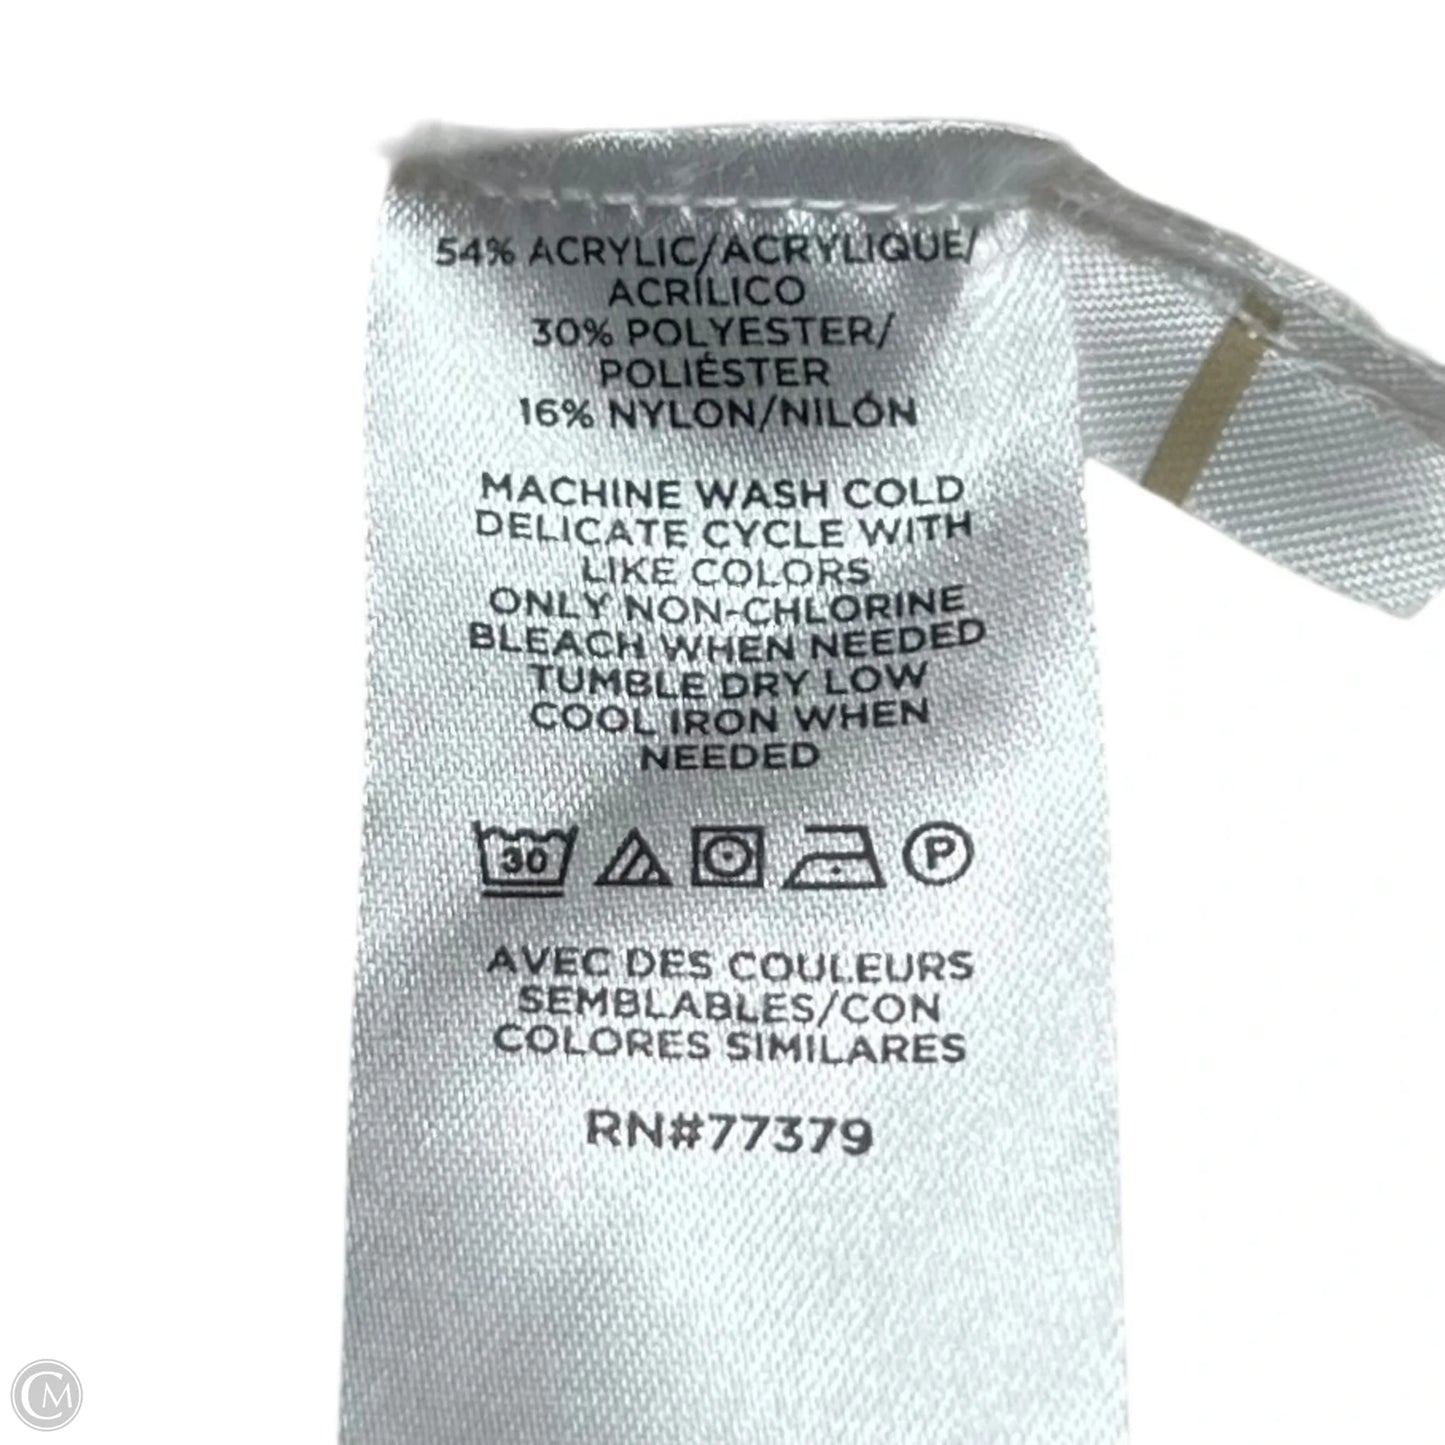 54% ACRYLIC/ACRYLIQUE/
ACRÍLICO
30% POLYESTER/
POLIÉSTER
16% NYLON/NILÓN
MACHINE WASH COLD
DELICATE CYCLE WITH
LIKE COLORS
ONLY NON-CHLORINE
BLEACH WHEN NEEDED
TUMBLE DRY LOW
COOL IRON WHEN
NEEDED
30 P
AVEC DES COULEURS
SEMBLABLES/CON
COLORES SIMILARES
RN#77379
CM